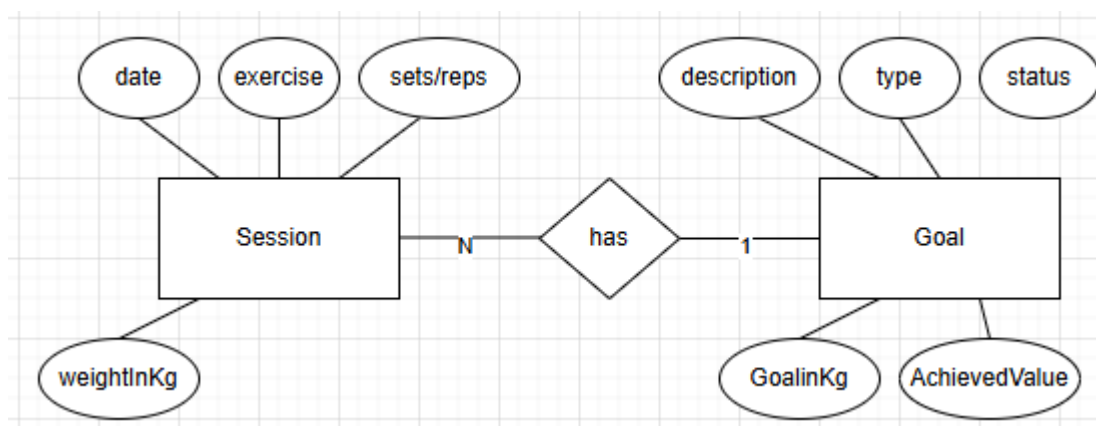 date
exercise
sets/reps
description
type
status
Session
N
has
1
Goal
weightInKg
GoalinKg
AchievedValue